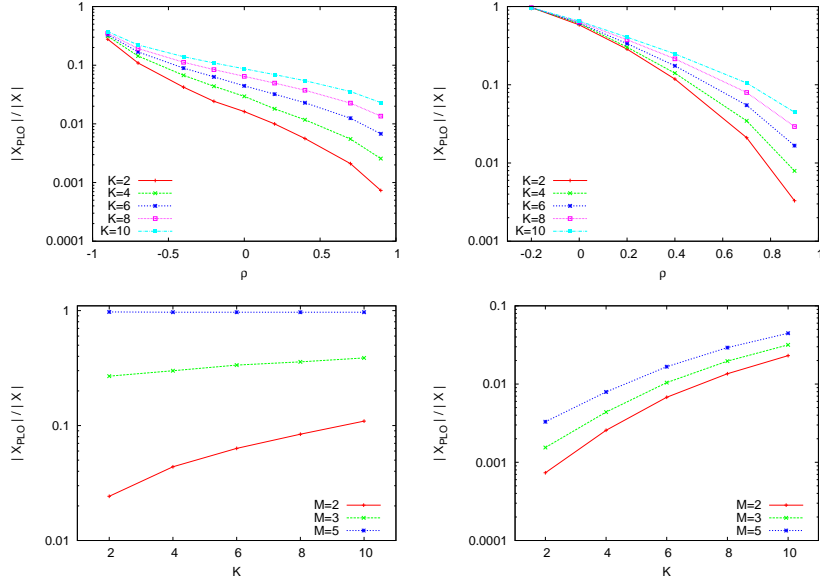 | X_PLO | / | X |
1
0.1
0.01
0.001
0.0001
K=2
K=4
K=6
K=8
K=10
-1 -0.5 0 0.5 1
ρ
| X_PLO | / | X |
1
0.1
0.01
0.001
K=2
K=4
K=6
K=8
K=10
-0.2 0 0.2 0.4 0.6 0.8 1
ρ
| X_PLO | / | X |
1
0.1
0.01
M=2
M=3
M=5
2 4 6 8 10
K
| X_PLO | / | X |
0.1
0.01
0.001
0.0001
M=2
M=3
M=5
2 4 6 8 10
K